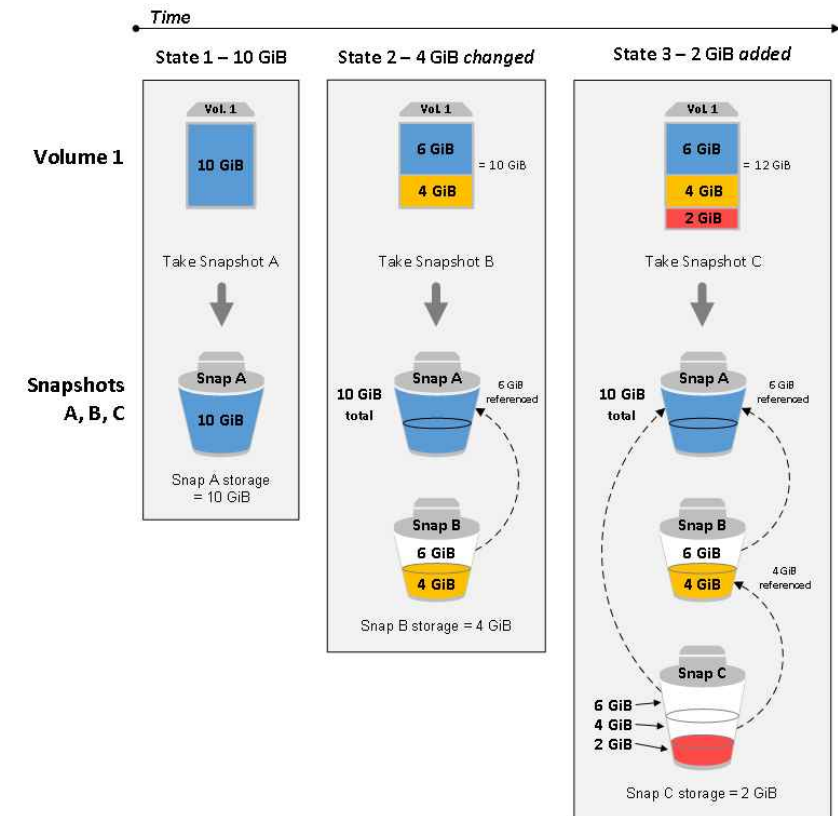 Time
State 1 – 10 GiB
State 2 – 4 GiB changed
State 3 – 2 GiB added
Volume 1
Vol. 1
10 GiB
Take Snapshot A
Vol. 1
6 GiB
4 GiB
= 10 GiB
Take Snapshot B
Vol. 1
6 GiB
4 GiB
2 GiB
= 12 GiB
Take Snapshot C
Snapshots
A, B, C
Snap A
10 GiB
Snap A storage
= 10 GiB
10 GiB
total
Snap A
6 GiB
referenced
Snap B
6 GiB
4 GiB
Snap B storage = 4 GiB
10 GiB
total
Snap A
6 GiB
referenced
Snap B
6 GiB
4 GiB
4 GiB
referenced
Snap C
6 GiB
4 GiB
2 GiB
Snap C storage = 2 GiB